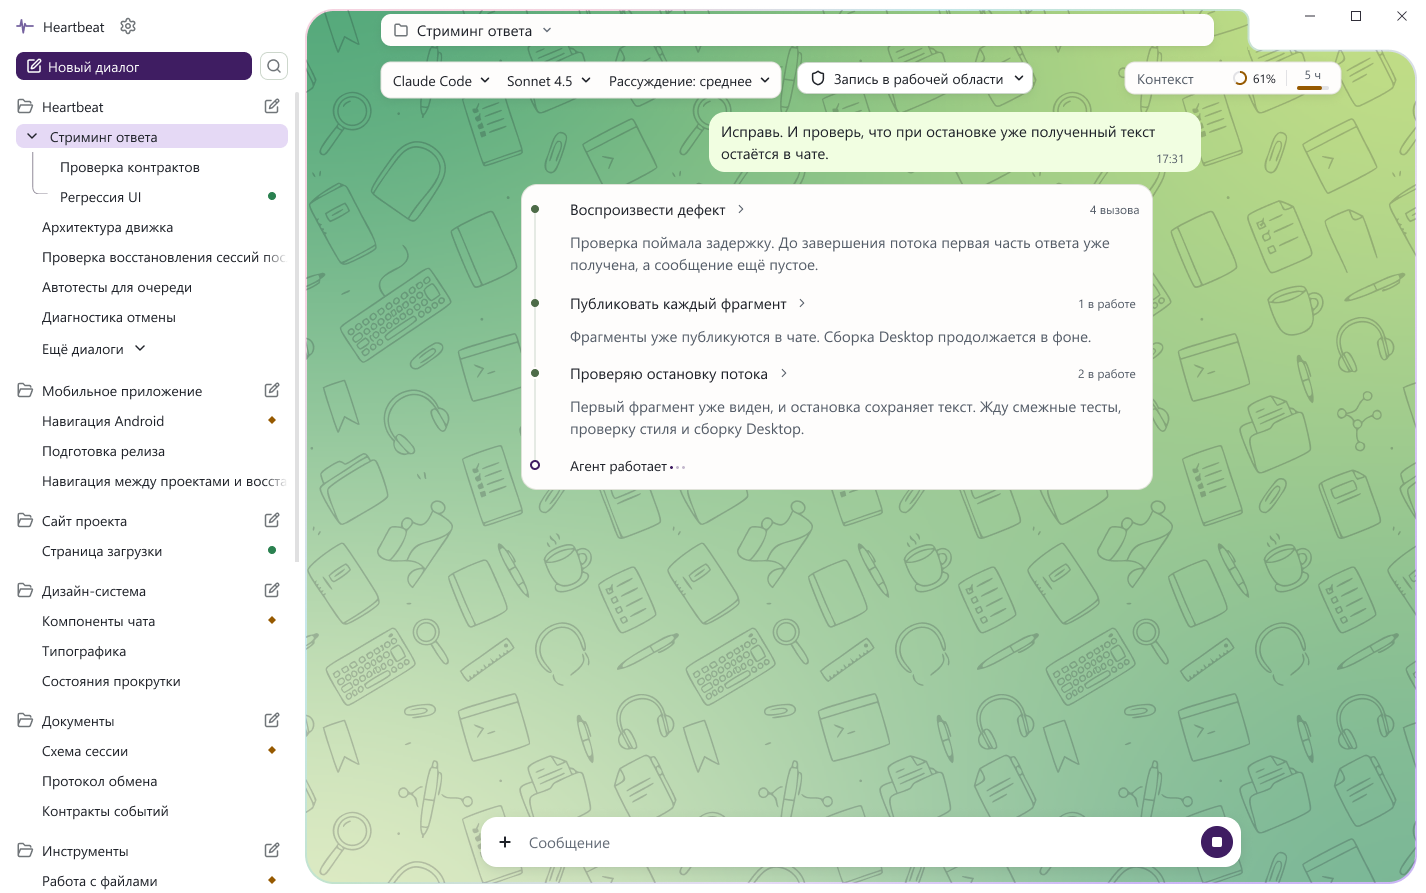 Heartbeat
Новый диалог
Heartbeat
Стриминг ответа
Проверка контрактов
Регрессия UI
Архитектура движка
Проверка восстановления сессий пос
Автотесты для очереди
Диагностика отмены
Ещё диалоги
Мобильное приложение
Навигация Android
Подготовка релиза
Навигация между проектами и восста
Сайт проекта
Страница загрузки
Дизайн-система
Компоненты чата
Типографика
Состояния прокрутки
Документы
Схема сессии
Протокол обмена
Контракты событий
Инструменты
Работа с файлами
Стриминг ответа
Claude Code Sonnet 4.5 Рассуждение: среднее Запись в рабочей области Контекст 61% 5 ч
Исправь. И проверь, что при остановке уже полученный текст
остаётся в чате.
17:31
Воспроизвести дефект 4 вызова
Проверка поймала задержку. До завершения потока первая часть ответа уже
получена, а сообщение ещё пустое.
Публиковать каждый фрагмент 1 в работе
Фрагменты уже публикуются в чате. Сборка Desktop продолжается в фоне.
Проверяю остановку потока 2 в работе
Первый фрагмент уже виден, и остановка сохраняет текст. Жду смежные тесты,
проверку стиля и сборку Desktop.
Агент работает
Сообщение